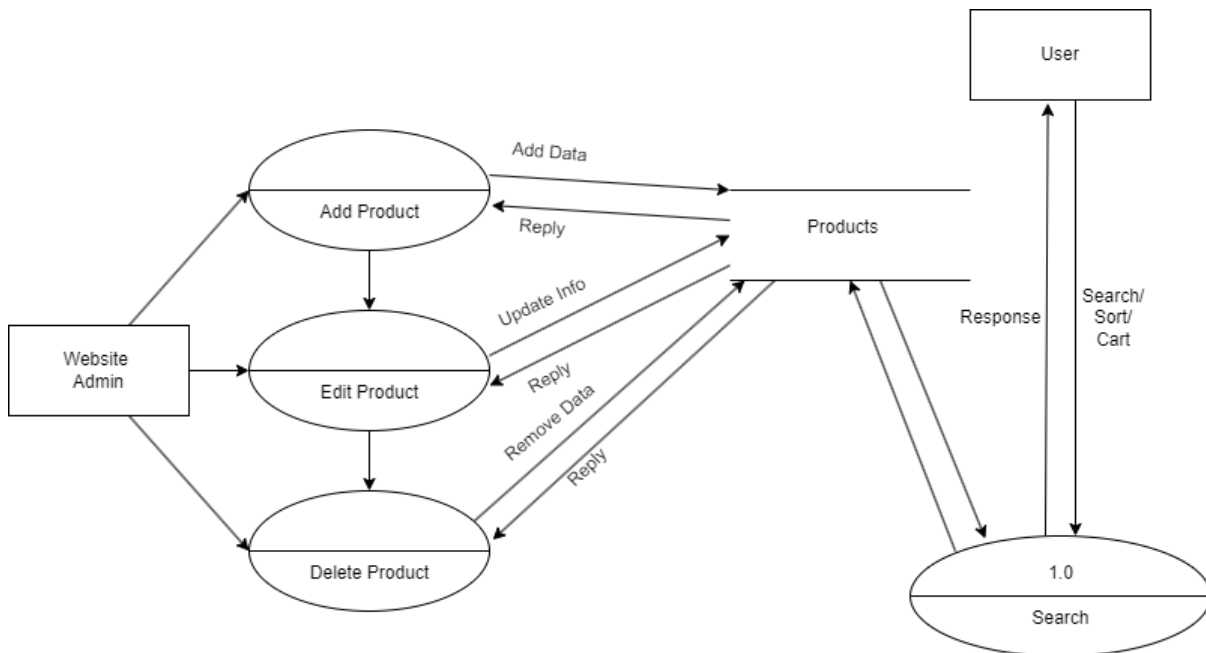 User
Add Data
Add Product
Reply
Products
Update Info
Response
Search/
Sort/
Cart
Website
Admin
Edit Product
Reply
Remove Data
Reply
Delete Product
1.0
Search